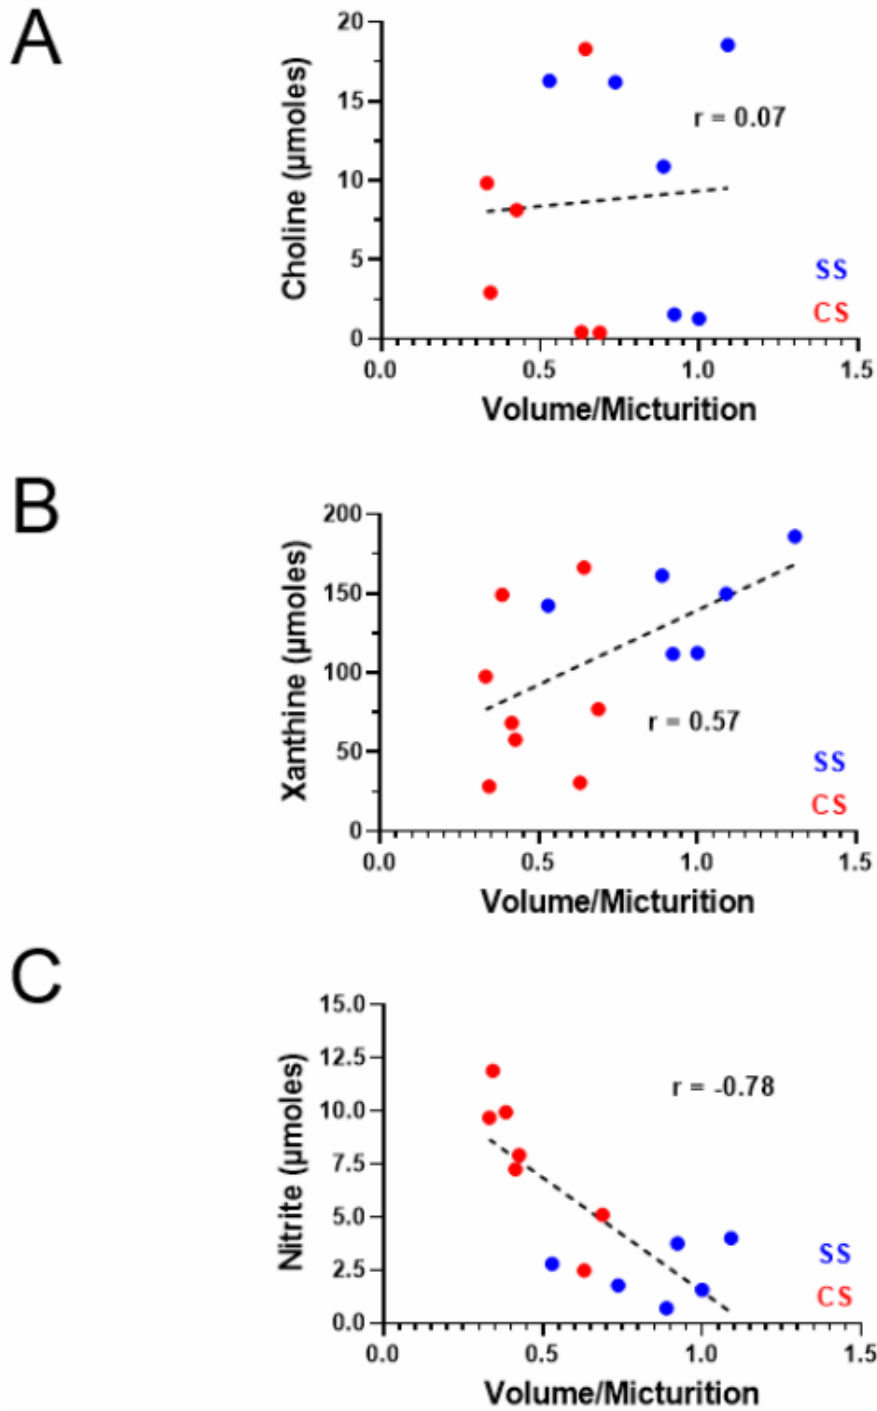 A
20
15
10
5
0
Choline (µmoles)
r = 0.07
SS
CS
0.0 0.5 1.0 1.5
Volume/Micturition
B
200
150
100
50
0
Xanthine (µmoles)
r = 0.57
SS
CS
0.0 0.5 1.0 1.5
Volume/Micturition
C
15.0
12.5
10.0
7.5
5.0
2.5
0.0
Nitrite (µmoles)
r = -0.78
SS
CS
0.0 0.5 1.0 1.5
Volume/Micturition